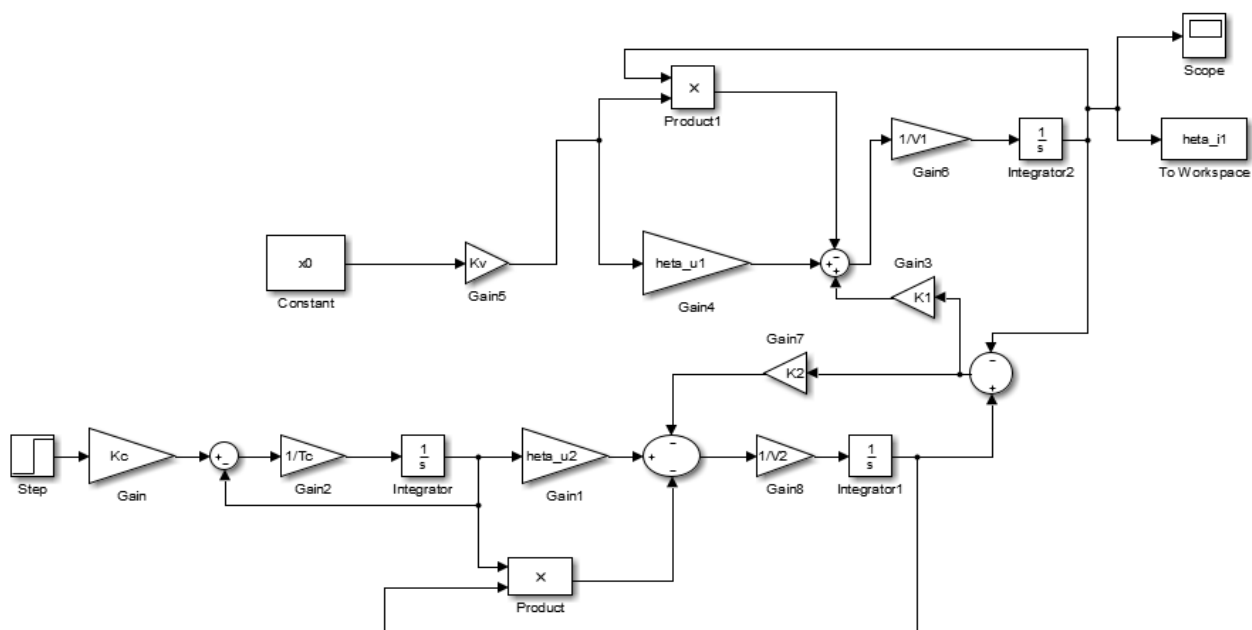 Scope
×
Product1
1/V1
Gain6
1
s
Integrator2
heta_i1
To Workspace
x0
Constant
Kv
Gain5
heta_u1
Gain4
-
+
+
Gain3
K1
Gain7
K2
-
+
Step
Kc
Gain
+
-
1/Tc
Gain2
1
s
Integrator
heta_u2
Gain1
-
+
-
1/V2
Gain8
1
s
Integrator1
×
Product